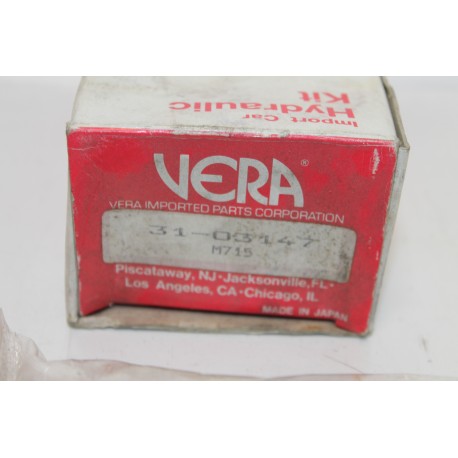 Import Car
Hydraulic
Kit
VERA®
VERA IMPORTED PARTS CORPORATION
31-03147
M715
Piscataway, NJ·Jacksonville, FL·
Los Angeles, CA·Chicago, IL
MADE IN JAPAN